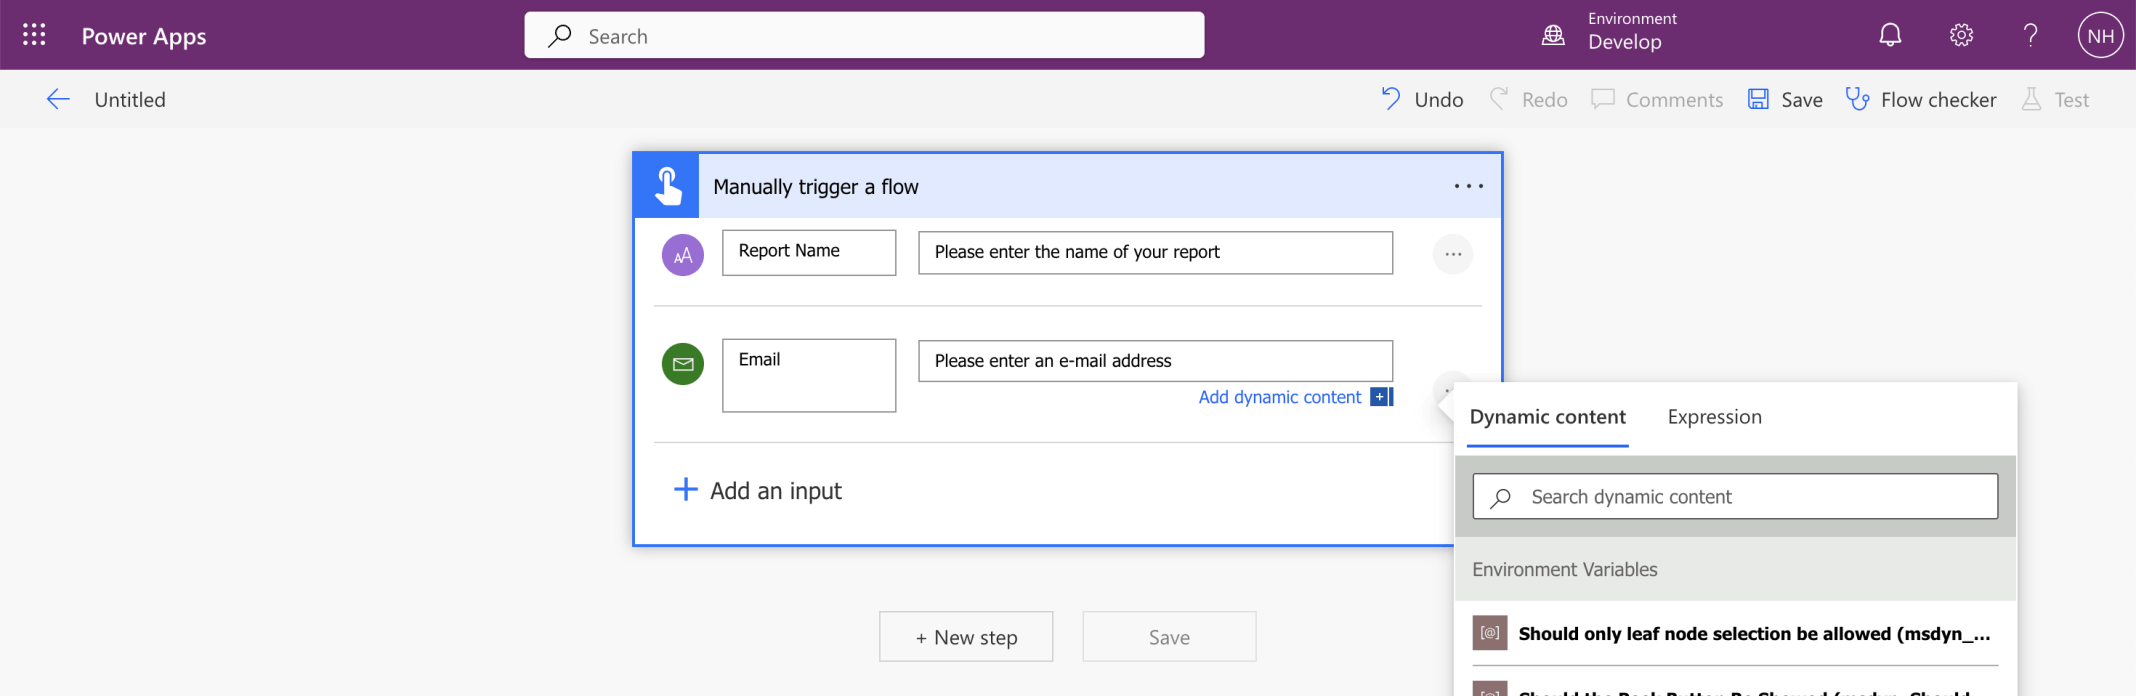 Power Apps
Search
Environment
Develop
NH
Untitled
Undo
Redo
Comments
Save
Flow checker
Test
Manually trigger a flow
Report Name
Please enter the name of your report
Email
Please enter an e-mail address
Add dynamic content
Dynamic content
Expression
Add an input
Search dynamic content
Environment Variables
[@] Should only leaf node selection be allowed (msdyn_...
+ New step
Save